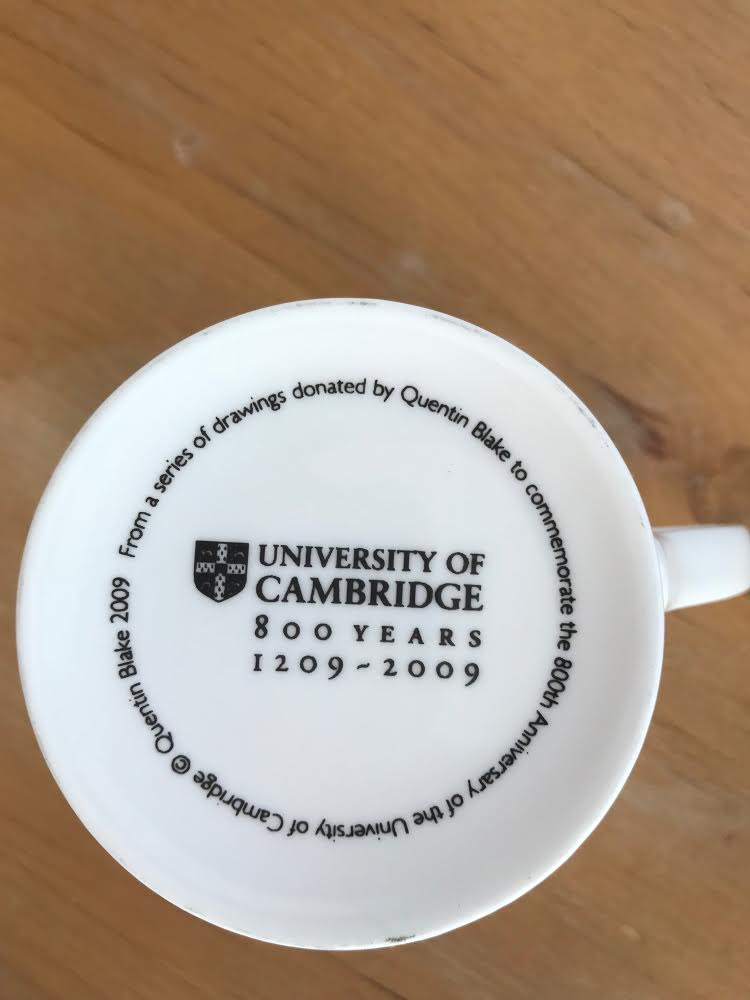 From a series of drawings donated by Quentin Blake to commemorate the 800th Anniversary of the University of Cambridge © Quentin Blake 2009
UNIVERSITY OF
CAMBRIDGE
800 YEARS
1209~2009